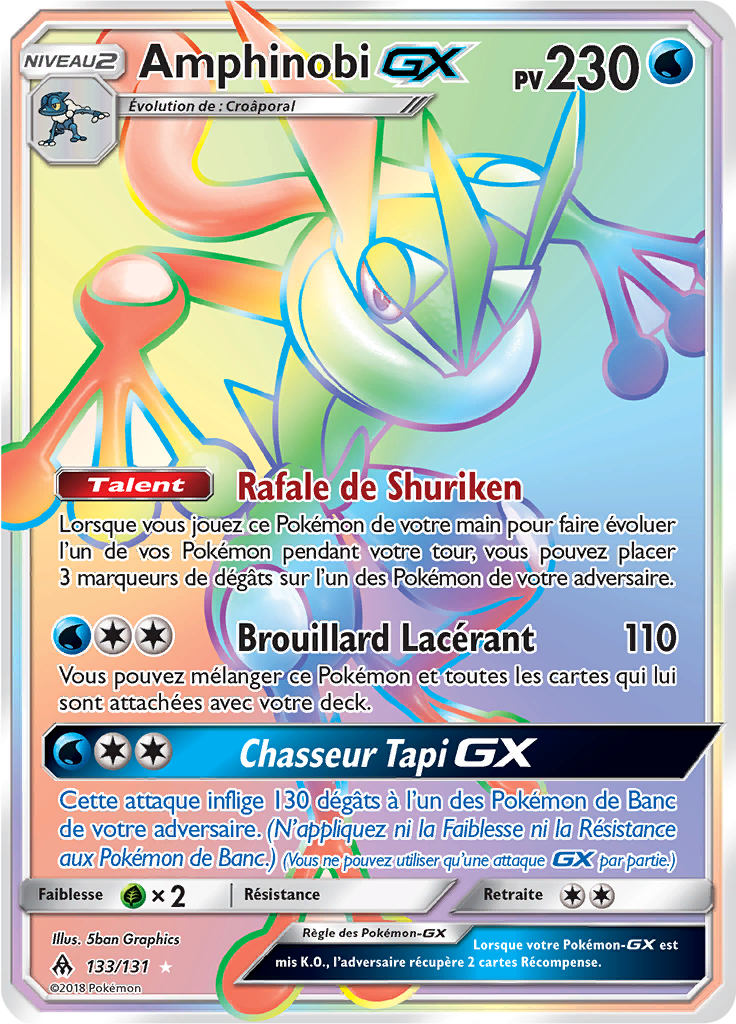 NIVEAU2
Amphinobi GX
PV230
Évolution de : Croâporal
Talent
Rafale de Shuriken
Lorsque vous jouez ce Pokémon de votre main pour faire évoluer
l'un de vos Pokémon pendant votre tour, vous pouvez placer
3 marqueurs de dégâts sur l'un des Pokémon de votre adversaire.
Brouillard Lacérant 110
Vous pouvez mélanger ce Pokémon et toutes les cartes qui lui
sont attachées avec votre deck.
Chasseur Tapi GX
Cette attaque inflige 130 dégâts à l'un des Pokémon de Banc
de votre adversaire. (N'appliquez ni la Faiblesse ni la Résistance
aux Pokémon de Banc.) (Vous ne pouvez utiliser qu'une attaque GX par partie.)
Faiblesse ×2 Résistance Retraite
Illus. 5ban Graphics
133/131
©2018 Pokémon
Règle des Pokémon-GX
Lorsque votre Pokémon-GX est
mis K.O., l'adversaire récupère 2 cartes Récompense.